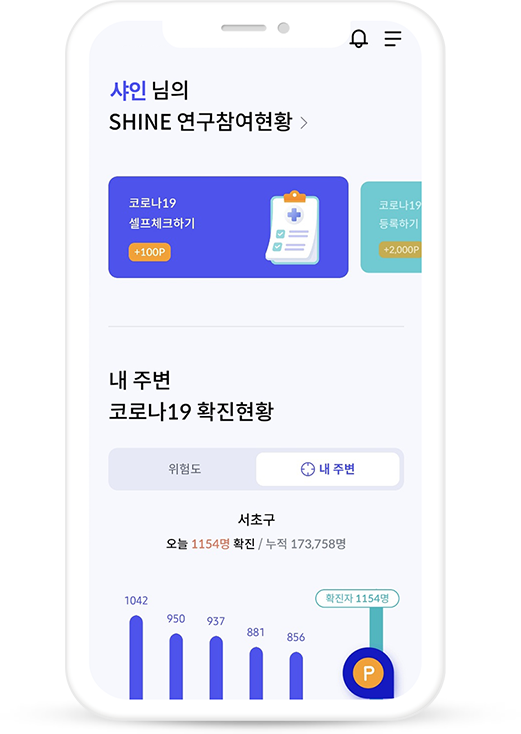 샤인 님의
SHINE 연구참여현황 >
코로나19
셀프체크하기
+100P
코로나19
등록하기
+2,000P
내 주변
코로나19 확진현황
위험도
내 주변
서초구
오늘 1154명 확진 / 누적 173,758명
1042
950
937
881
856
확진자 1154명
P